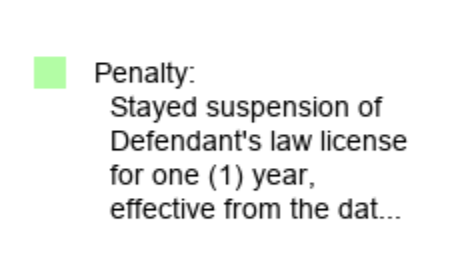 Penalty:
Stayed suspension of
Defendant's law license
for one (1) year,
effective from the dat...